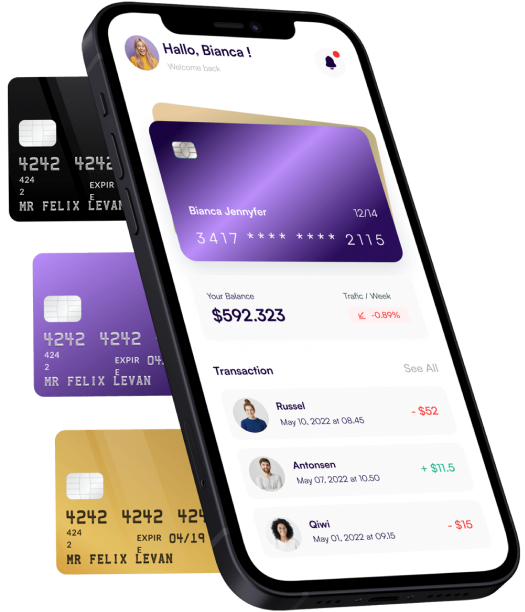 Hallo, Bianca !
Welcome back
Bianca Jennyfer 12/14
3417 **** **** 2115
Your Balance Trafic / Week
$592.323 -0.89%
Transaction See All
Russel
May 10, 2022 at 08.45 - $52
Antonsen
May 07, 2022 at 10.50 + $11.5
Qiwi
May 01, 2022 at 09.15 - $15
4242 4242
424
2
EXPIR
E
MR FELIX LEVAN
4242 4242
424
2
EXPIR 04
E
MR FELIX LEVAN
4242 4242 424
424
2
EXPIR 04/19
E
MR FELIX LEVAN